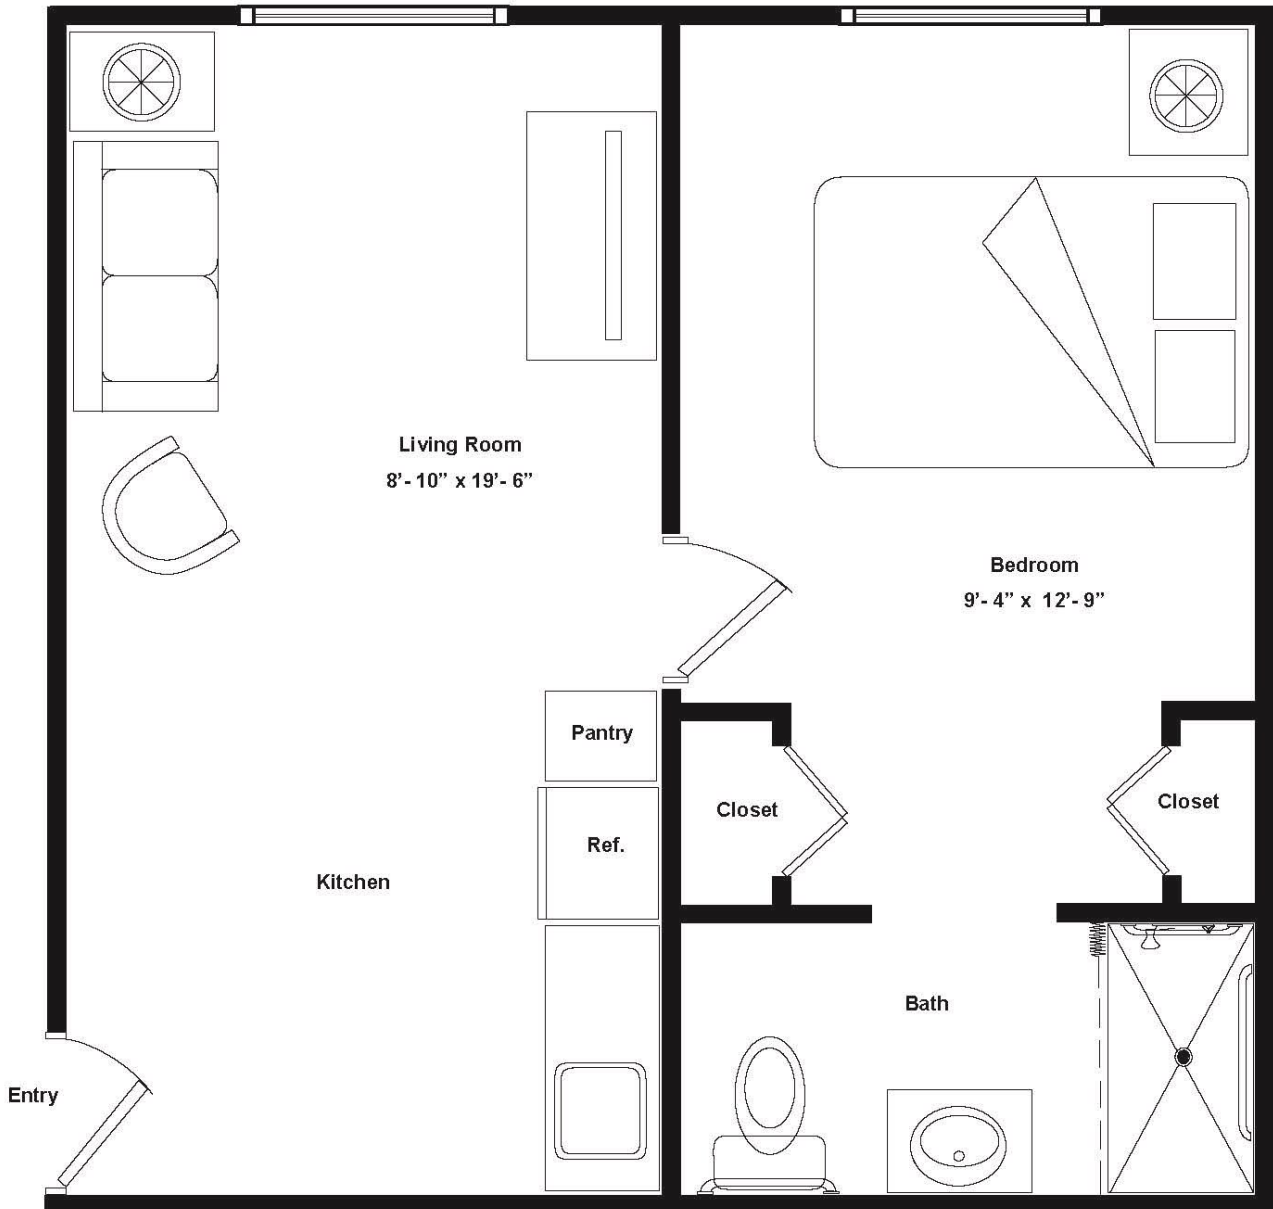 Living Room
8'- 10” x 19'- 6”
Bedroom
9'- 4” x 12'- 9”
Pantry
Closet
Closet
Ref.
Kitchen
Bath
Entry